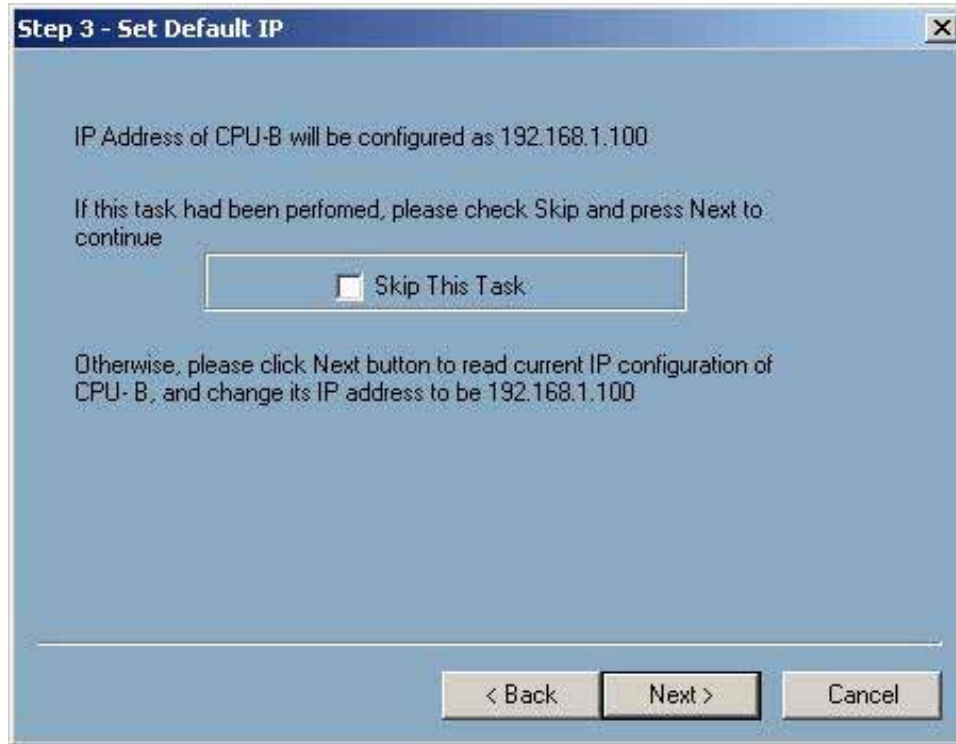 Step 3 - Set Default IP
IP Address of CPU-B will be configured as 192.168.1.100
If this task had been perfomed, please check Skip and press Next to
continue
Skip This Task
Otherwise, please click Next button to read current IP configuration of
CPU- B, and change its IP address to be 192.168.1.100
< Back Next > Cancel